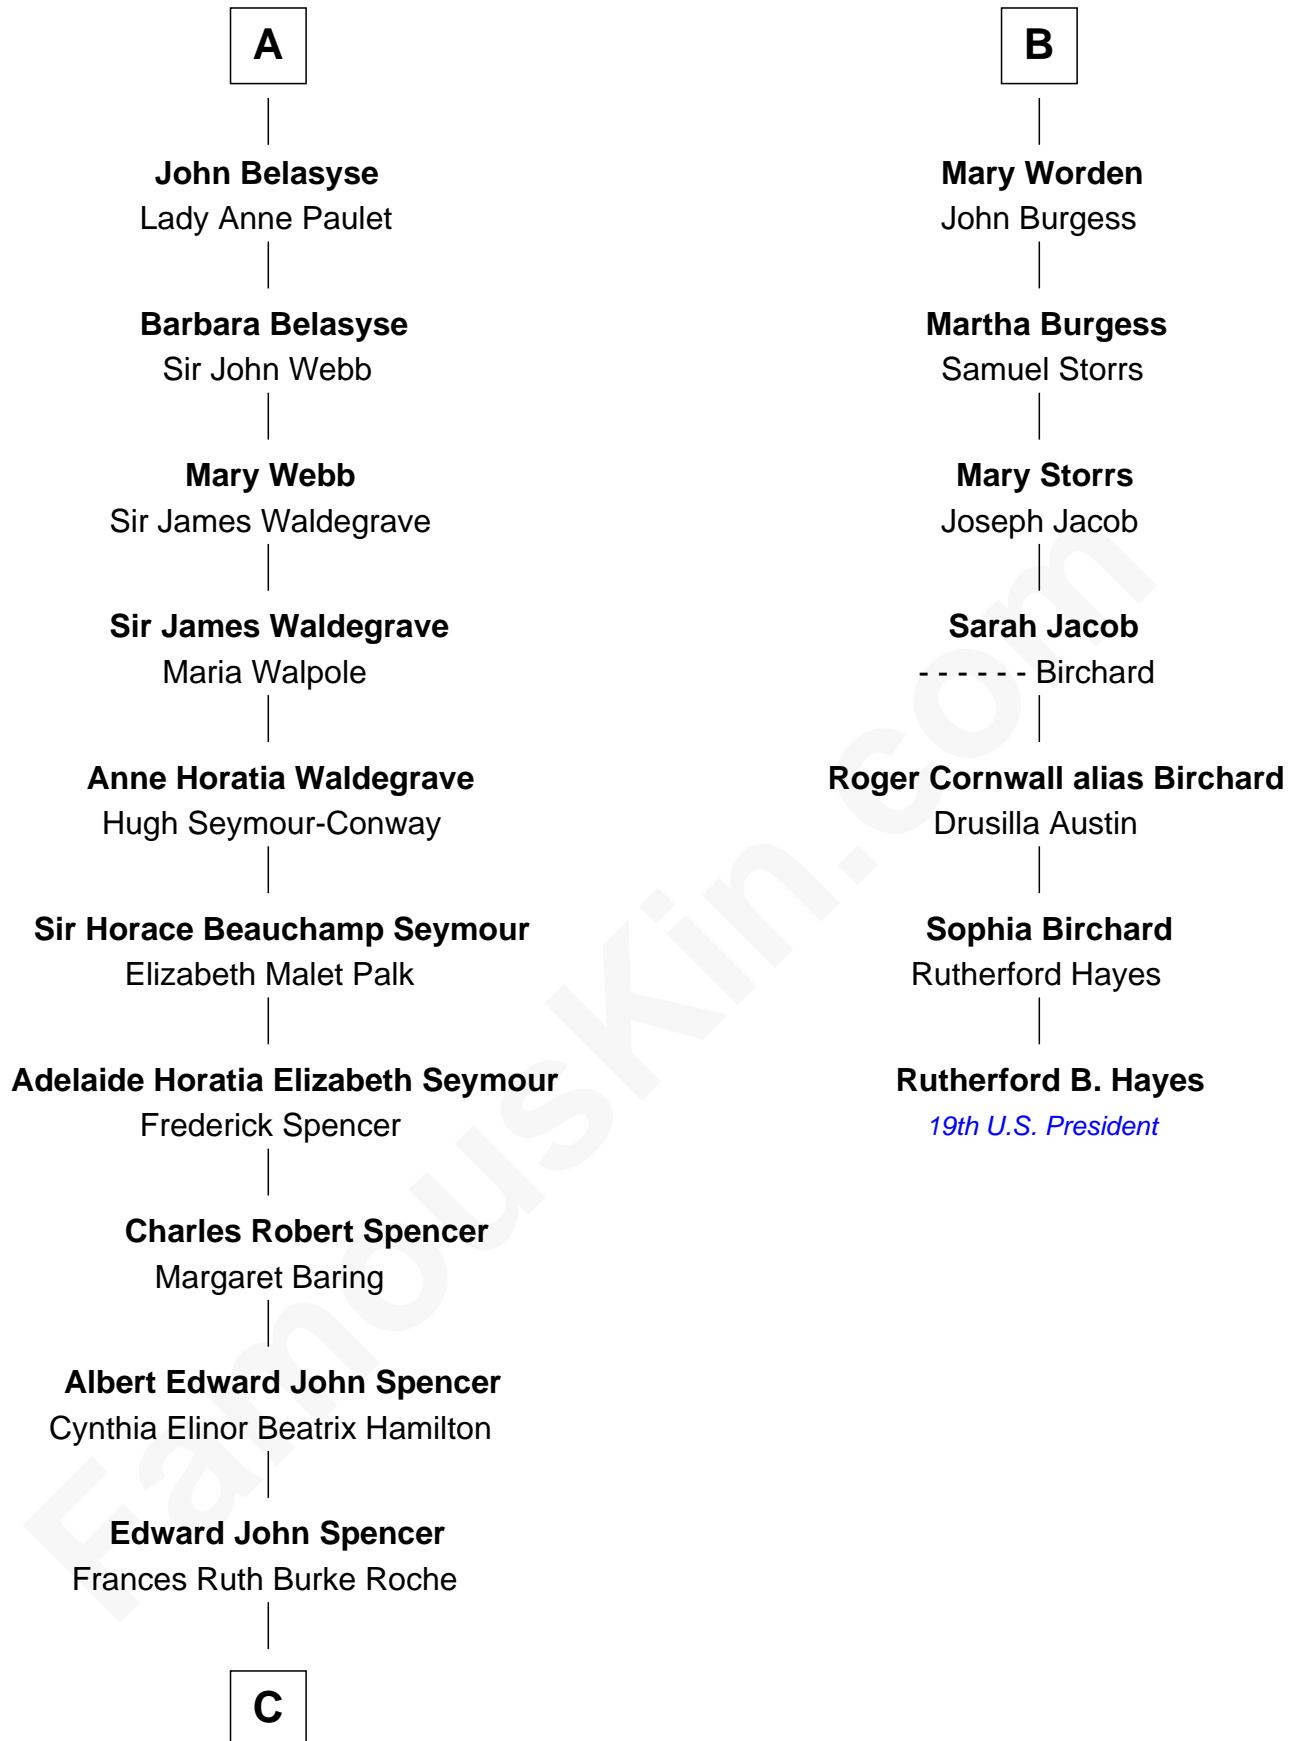 A
John Belasyse
Lady Anne Paulet
Barbara Belasyse
Sir John Webb
Mary Webb
Sir James Waldegrave
Sir James Waldegrave
Maria Walpole
Anne Horatia Waldegrave
Hugh Seymour-Conway
Sir Horace Beauchamp Seymour
Elizabeth Malet Palk
Adelaide Horatia Elizabeth Seymour
Frederick Spencer
Charles Robert Spencer
Margaret Baring
Albert Edward John Spencer
Cynthia Elinor Beatrix Hamilton
Edward John Spencer
Frances Ruth Burke Roche
C
B
Mary Worden
John Burgess
Martha Burgess
Samuel Storrs
Mary Storrs
Joseph Jacob
Sarah Jacob
- - - - - - Birchard
Roger Cornwall alias Birchard
Drusilla Austin
Sophia Birchard
Rutherford Hayes
Rutherford B. Hayes
19th U.S. President
FamousKin.com